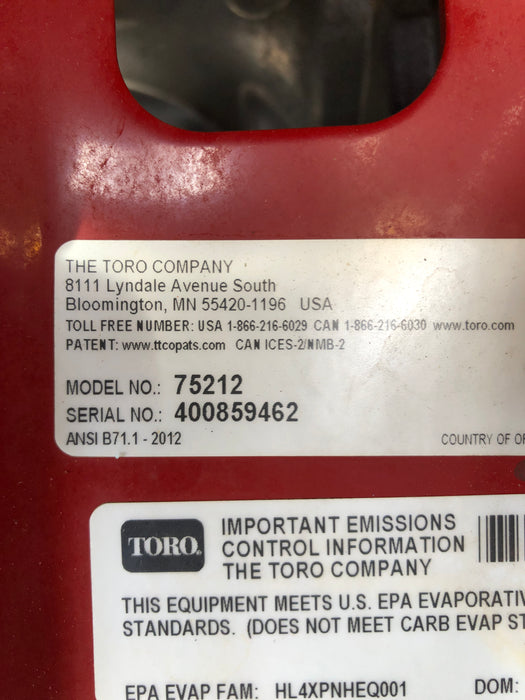 THE TORO COMPANY
8111 Lyndale Avenue South
Bloomington, MN 55420-1196 USA
TOLL FREE NUMBER: USA 1-866-216-6029 CAN 1-866-216-6030 www.toro.com
PATENT: www.ttcopats.com CAN ICES-2/NMB-2
MODEL NO.: 75212
SERIAL NO.: 400859462
ANSI B71.1 - 2012 COUNTRY OF
TORO.
IMPORTANT EMISSIONS
CONTROL INFORMATION
THE TORO COMPANY
THIS EQUIPMENT MEETS U.S. EPA
STANDARDS. (DOES NOT MEET CARB EVAP
EPA EVAP FAM: HL4XPNHEQ001 DOM: